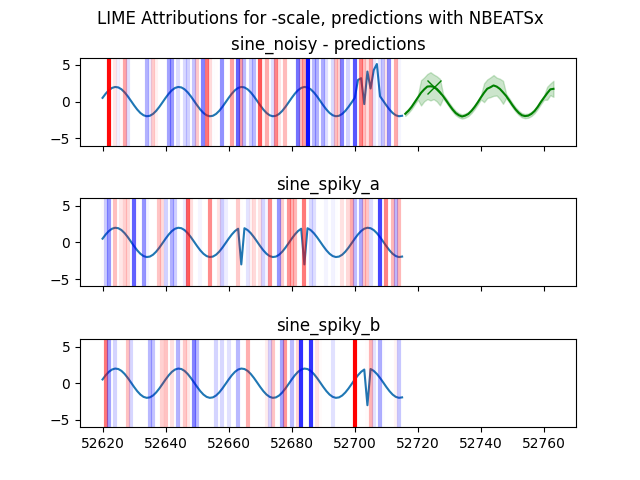 LIME Attributions for -scale, predictions with NBEATSx
sine_noisy - predictions
5
0
−5
sine_spiky_a
5
0
−5
sine_spiky_b
5
0
−5
52620 52640 52660 52680 52700 52720 52740 52760